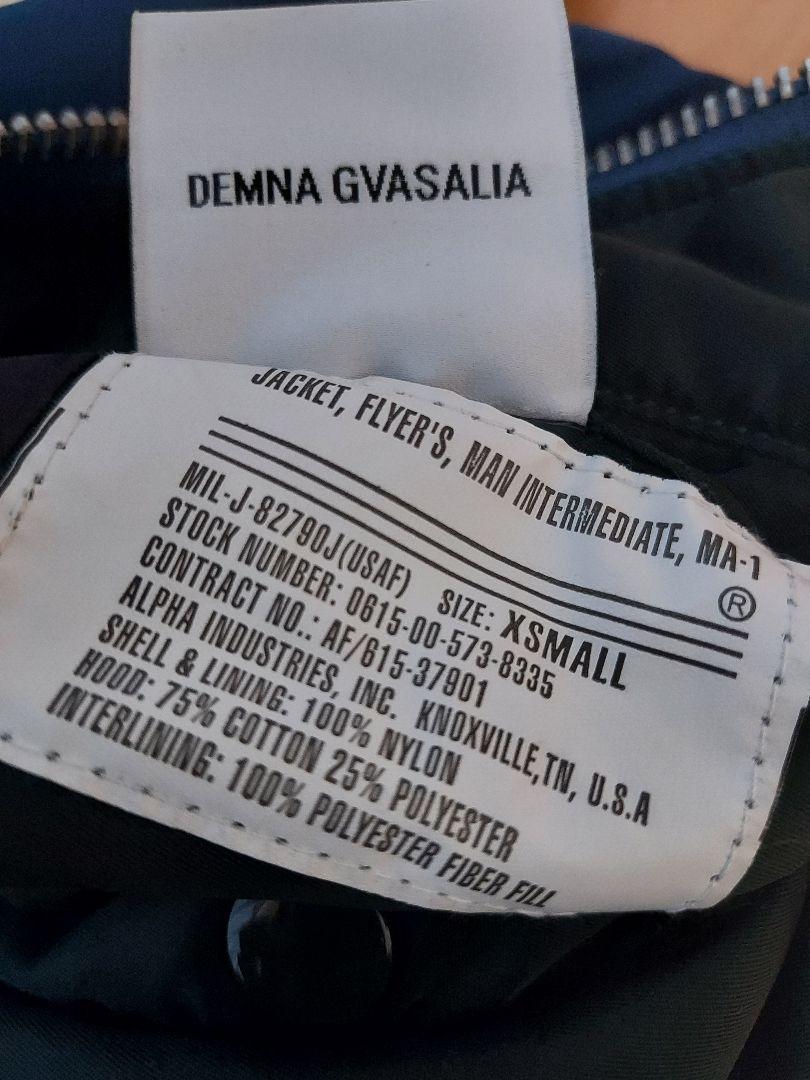 DEMNA GVASALIA
JACKET, FLYER'S, MAN INTERMEDIATE, MA-1
®
MIL-J-82790J(USAF) SIZE: XSMALL
STOCK NUMBER: 0615-00-573-8335
CONTRACT NO.: AF/615-37901
ALPHA INDUSTRIES, INC. KNOXVILLE,TN, U.S.A
SHELL & LINING: 100% NYLON
HOOD: 75% COTTON 25% POLYESTER
INTERLINING: 100% POLYESTER FIBER FILL